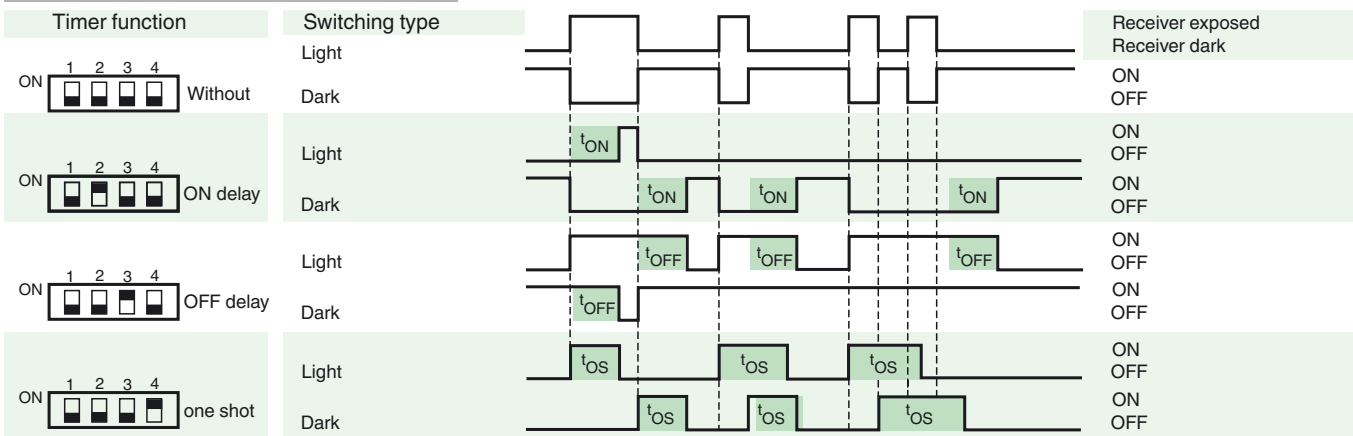 Timer function Switching type Receiver exposed
Light Receiver dark
ON 1 2 3 4 Without Dark ON
OFF
Light tON ON
OFF
ON 1 2 3 4 ON delay Dark tON tON tON ON
OFF
Light tOFF tOFF tOFF ON
OFF
ON 1 2 3 4 OFF delay Dark tOFF ON
OFF
Light tOS tOS tOS ON
OFF
ON 1 2 3 4 one shot Dark tOS tOS tOS ON
OFF